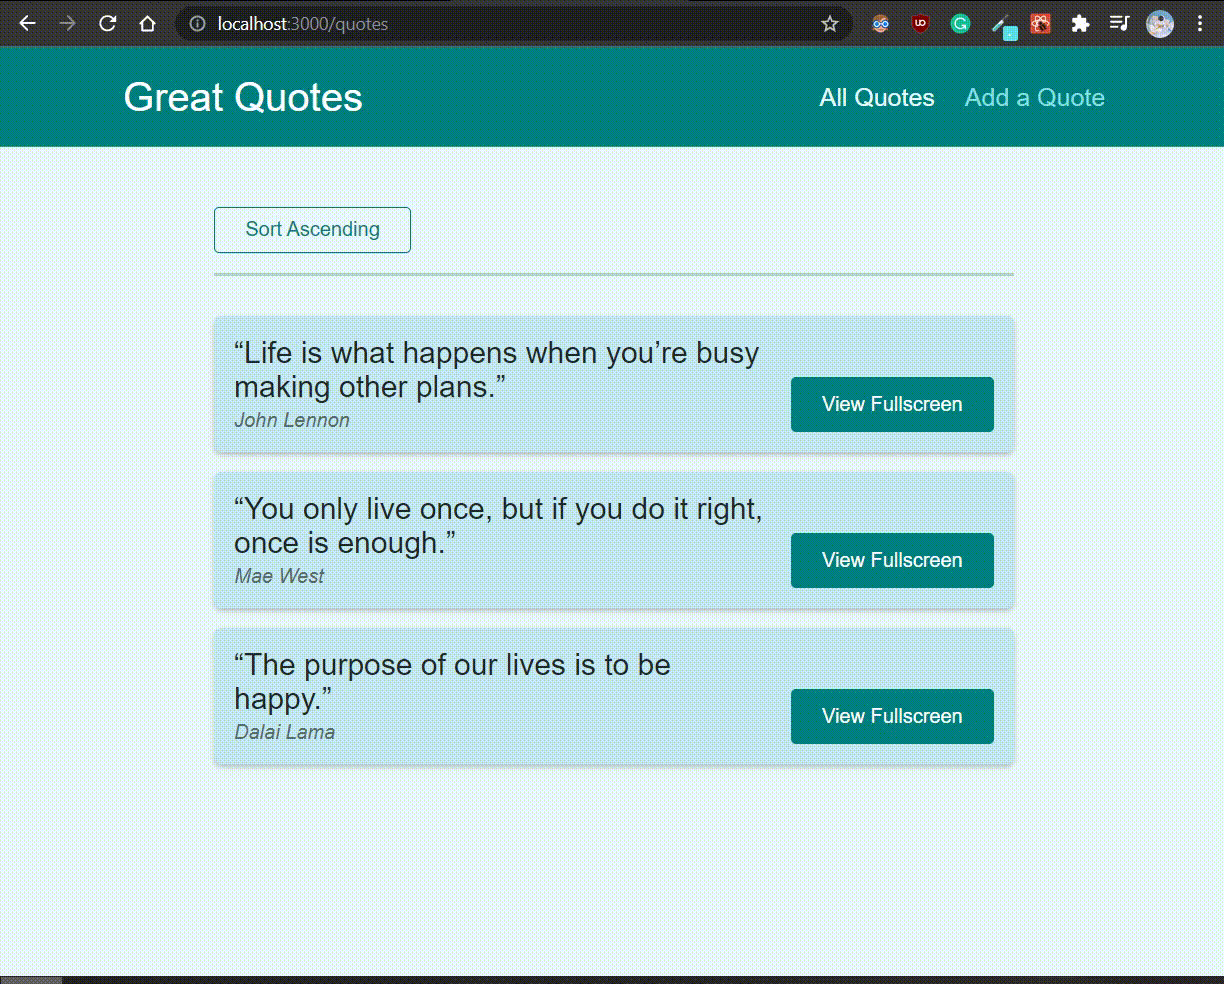 localhost:3000/quotes
Great Quotes
All Quotes
Add a Quote
Sort Ascending
“Life is what happens when you’re busy
making other plans.”
John Lennon
View Fullscreen
“You only live once, but if you do it right,
once is enough.”
Mae West
View Fullscreen
“The purpose of our lives is to be
happy.”
Dalai Lama
View Fullscreen